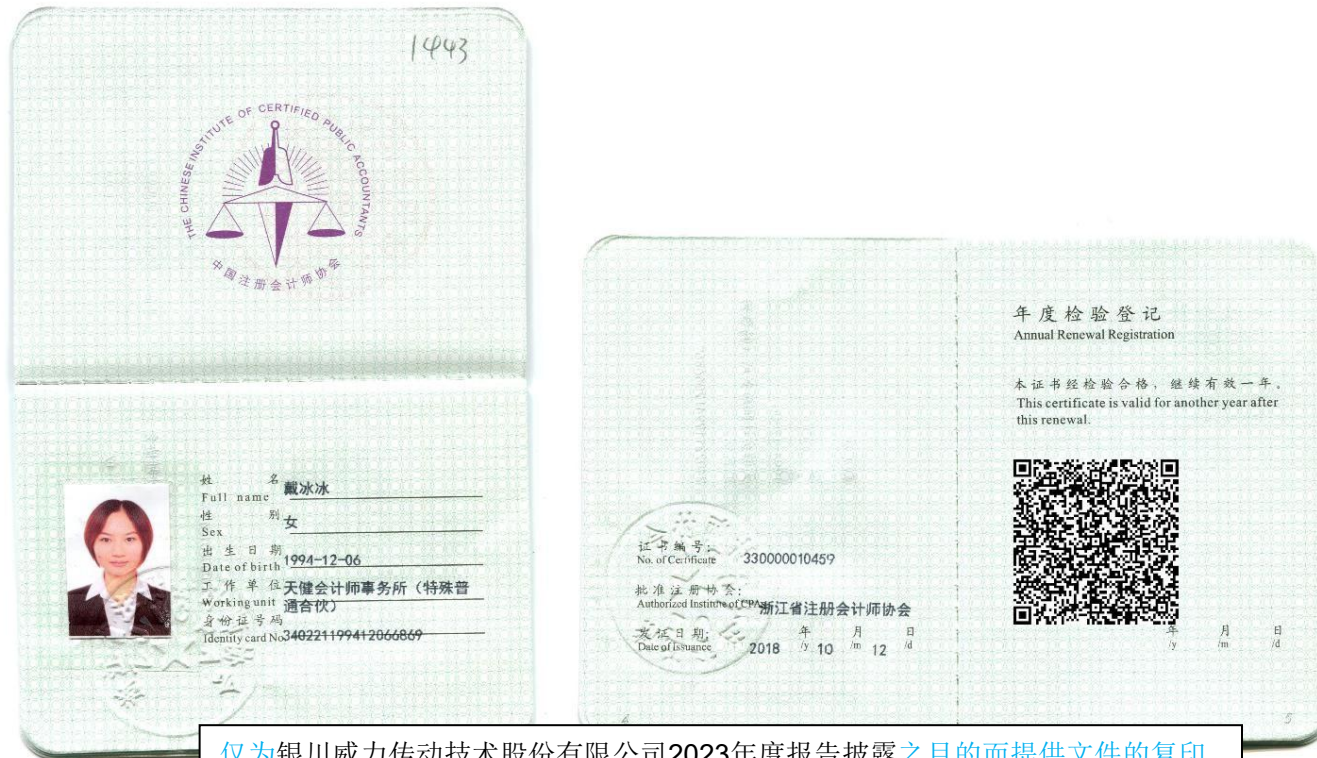 1443
THE CHINESE INSTITUTE OF CERTIFIED PUBLIC ACCOUNTANTS
中国注册会计师协会
姓 名
Full name
戴冰冰
性 别
Sex
女
出生日期
Date of birth
1994-12-06
工作单位
Working unit
天健会计师事务所（特殊普
通合伙）
身份证号码
Identity card No.
340221199412066869
证书编号:
No. of Certificate
330000010459
批准注册协会:
Authorized Institute of CPAs
浙江省注册会计师协会
发证日期:
Date of Issuance
2018 年/y 10 月/m 12 日/d
6
年度检验登记
Annual Renewal Registration
本证书经检验合格，继续有效一年。
This certificate is valid for another year after
this renewal.
年 月 日
/y /m /d
5
仅为银川威力传动技术股份有限公司2023年度报告披露之目的而提供文件的复印